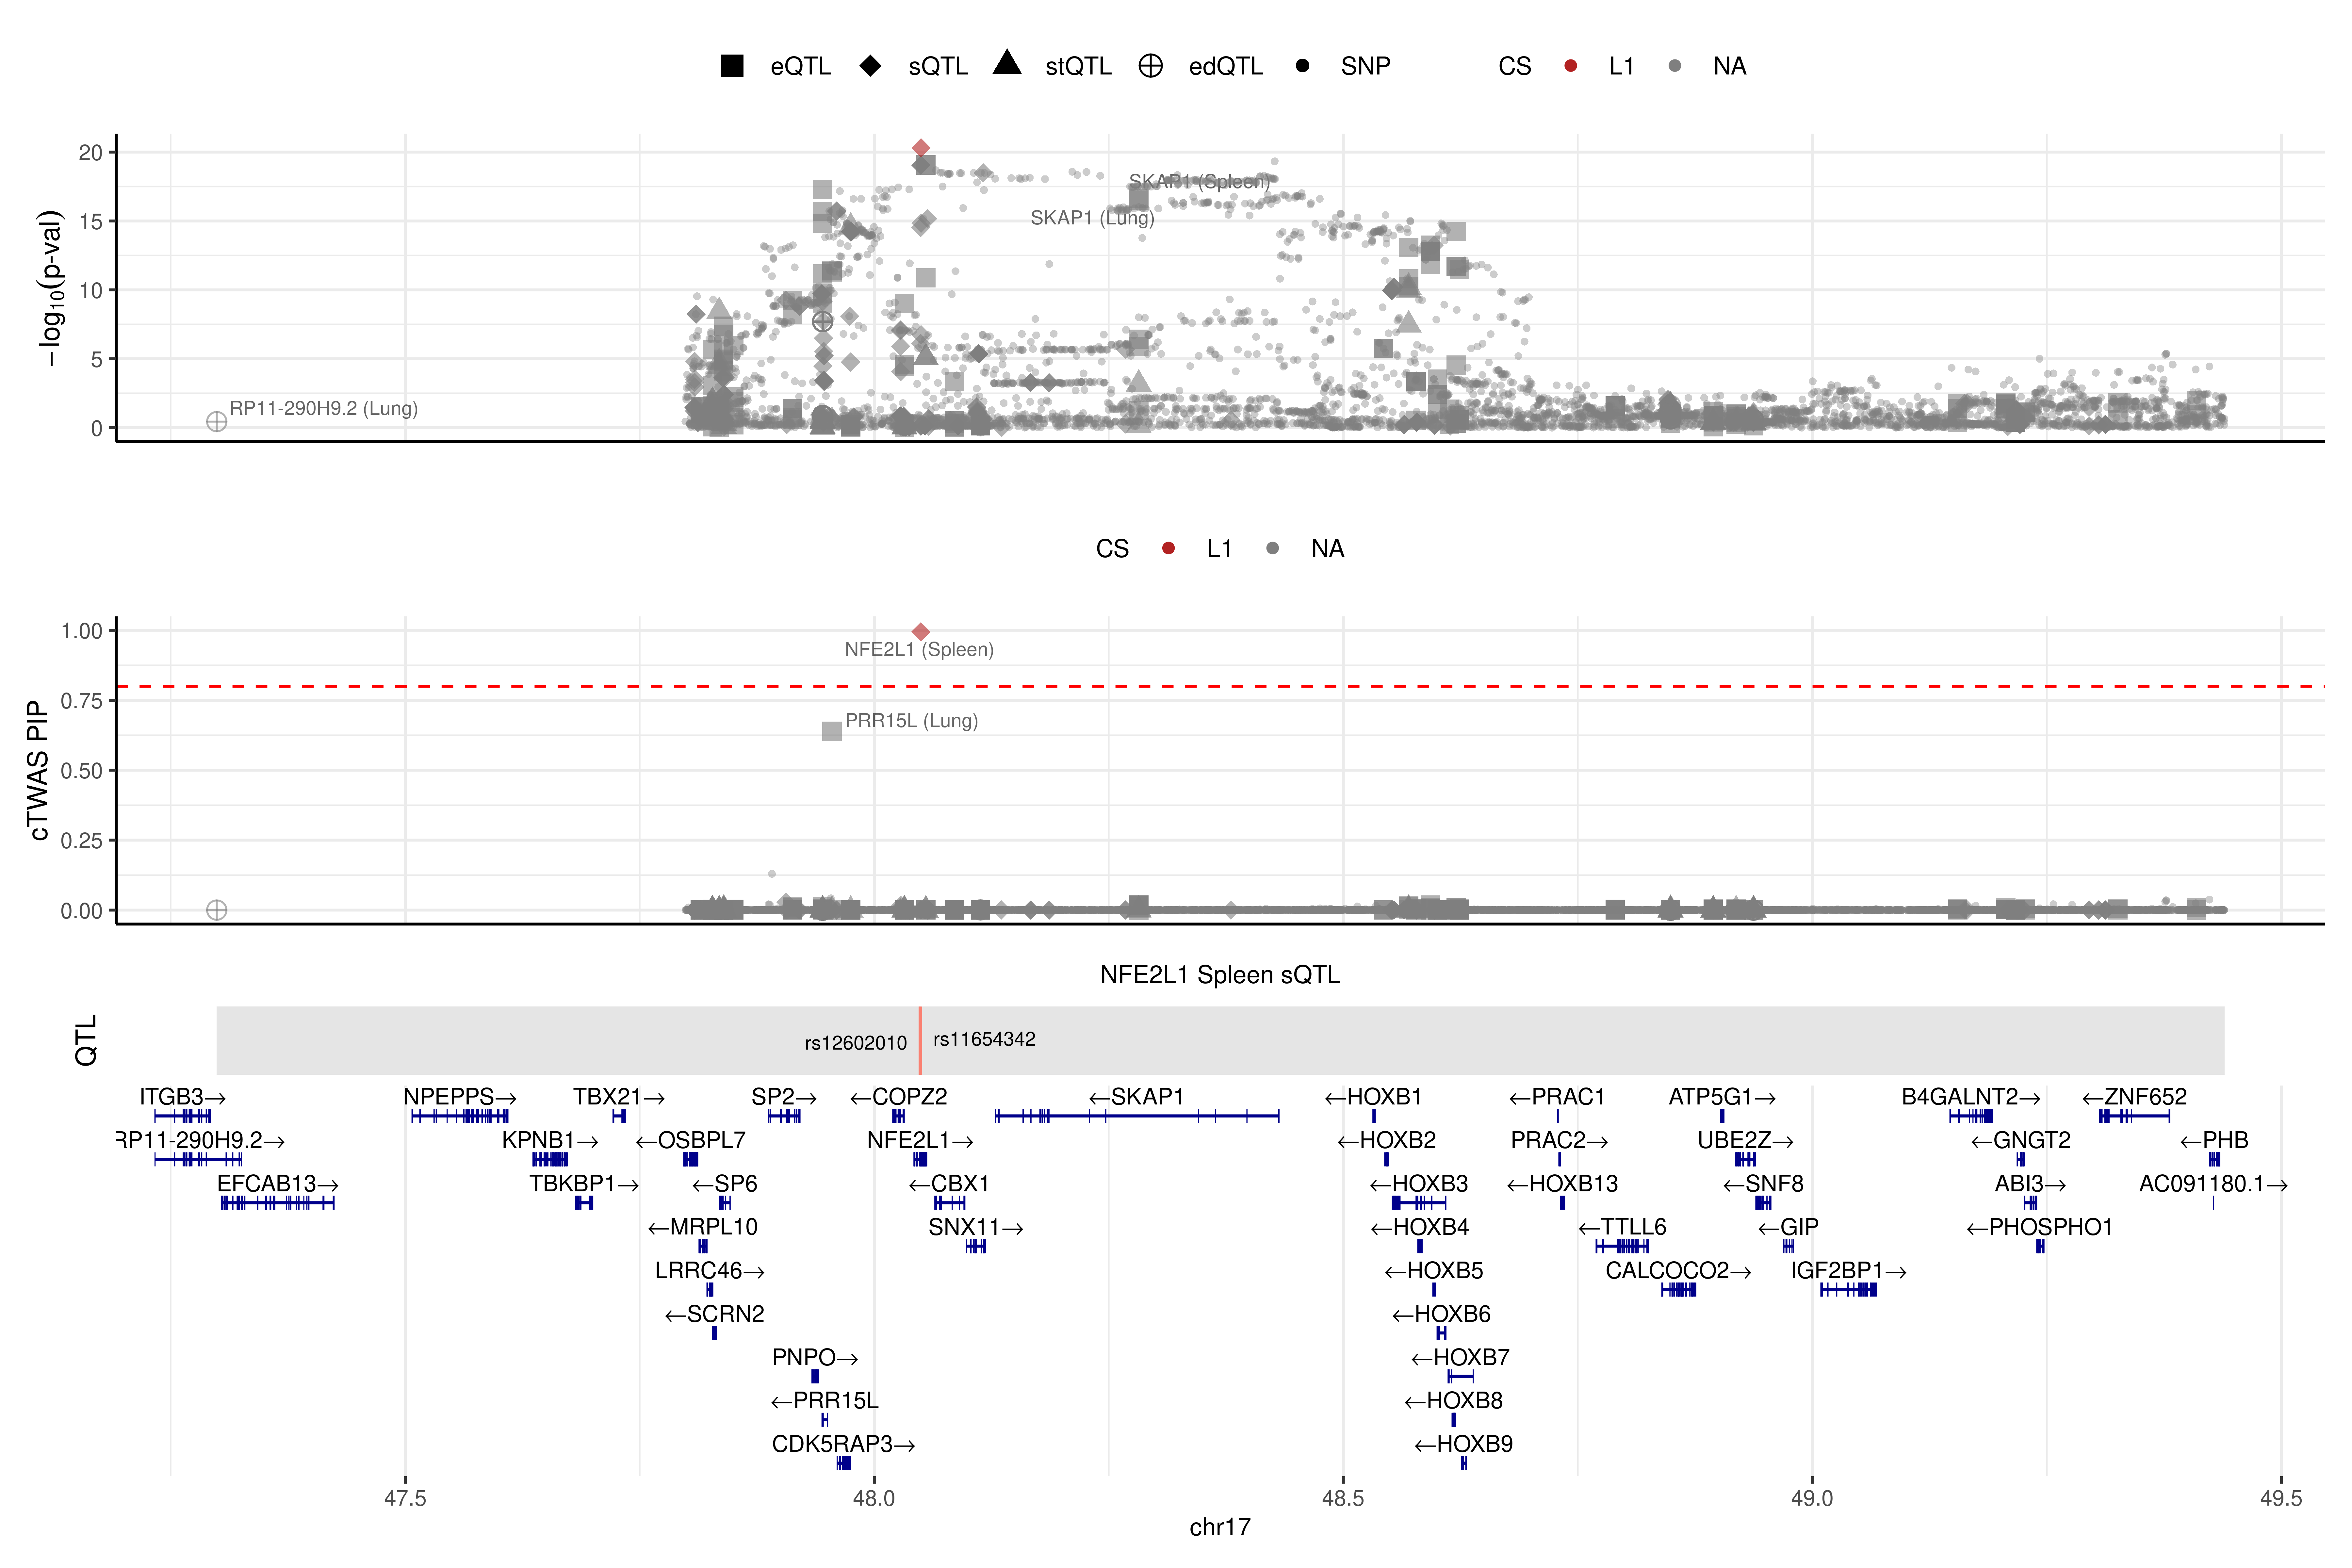 eQTL sQTL stQTL edQTL SNP CS L1 NA
−log10(p-val)
20
15
10
5
0
SKAP1 (Spleen)
SKAP1 (Lung)
RP11-290H9.2 (Lung)
CS L1 NA
cTWAS PIP
1.00
0.75
0.50
0.25
0.00
NFE2L1 (Spleen)
PRR15L (Lung)
NFE2L1 Spleen sQTL
QTL
rs12602010 rs11654342
ITGB3→ NPEPPS→ TBX21→ SP2→ ←COPZ2 ←SKAP1 ←HOXB1 ←PRAC1 ATP5G1→ B4GALNT2→ ←ZNF652
RP11-290H9.2→ KPNB1→ ←OSBPL7 NFE2L1→ ←HOXB2 PRAC2→ UBE2Z→ ←GNGT2 ←PHB
EFCAB13→ TBKBP1→ ←SP6 ←CBX1 ←HOXB3 ←HOXB13 ←SNF8 ABI3→ AC091180.1→
←MRPL10 SNX11→ ←HOXB4 ←TTLL6 ←GIP ←PHOSPHO1
LRRC46→ ←HOXB5 CALCOCO2→ IGF2BP1→
←SCRN2 ←HOXB6
PNPO→ ←HOXB7
←PRR15L ←HOXB8
CDK5RAP3→ ←HOXB9
47.5 48.0 48.5 49.0 49.5
chr17